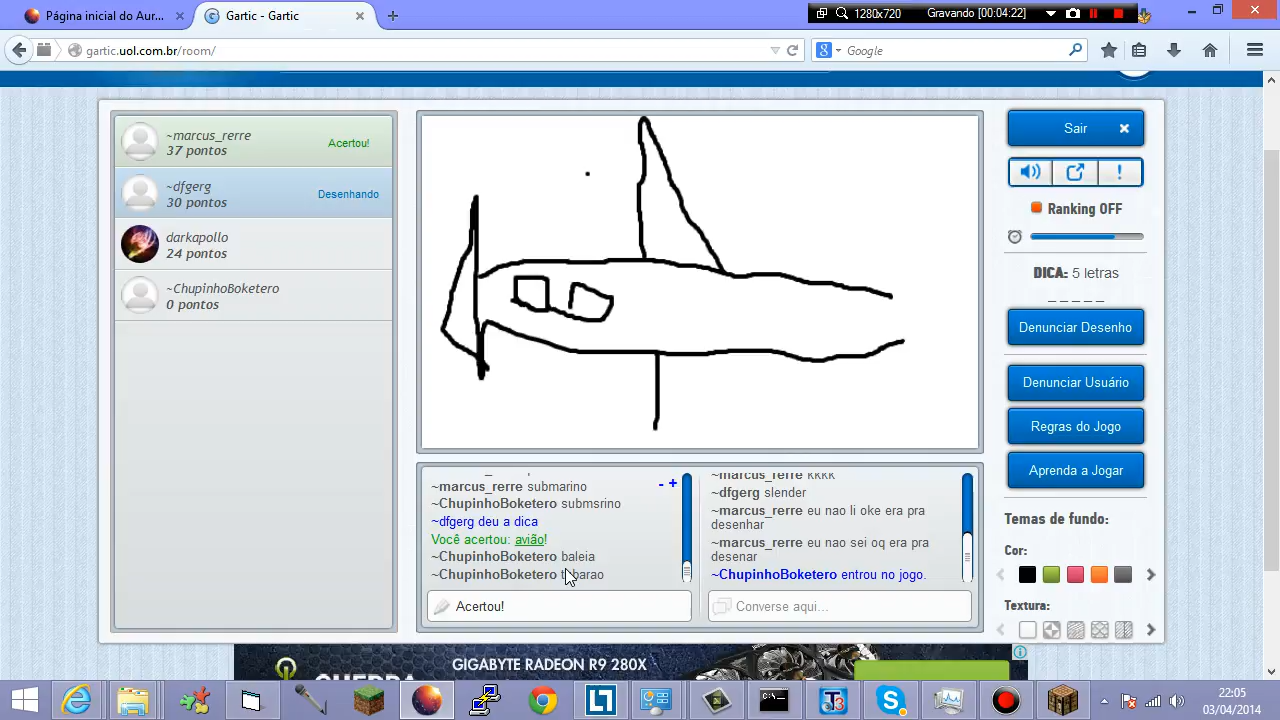 Página inicial do Aur...
Gartic - Gartic
1280x720
Gravando [00:04:22]
gartic.uol.com.br/room/
Google
~marcus_rerre
37 pontos
Acertou!
~dfgerg
30 pontos
Desenhando
darkapollo
24 pontos
~ChupinhoBoketero
0 pontos
Sair
Ranking OFF
DICA: 5 letras
_ _ _ _ _
Denunciar Desenho
Denunciar Usuário
Regras do Jogo
Aprenda a Jogar
Temas de fundo:
Cor:
Textura:
~marcus_rerre submarino
~ChupinhoBoketero submsrino
~dfgerg deu a dica
Você acertou: avião!
~ChupinhoBoketero baleia
~ChupinhoBoketero
- +
Acertou!
~marcus_rerre kkkk
~dfgerg slender
~marcus_rerre eu nao li oke era pra
desenhar
~marcus_rerre eu nao sei oq era pra
desenar
~ChupinhoBoketero entrou no jogo.
Converse aqui...
GIGABYTE RADEON R9 280X
22:05
03/04/2014